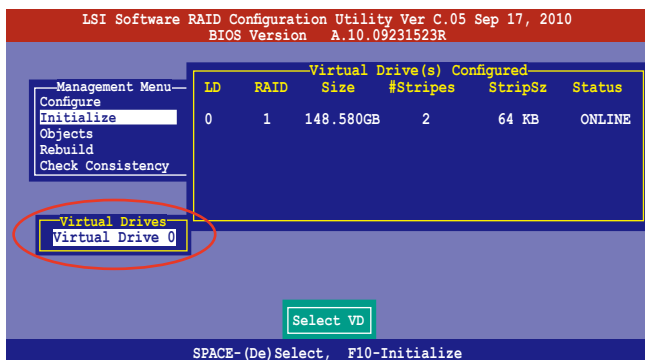 LSI Software RAID Configuration Utility Ver C.05 Sep 17, 2010
BIOS Version A.10.09231523R
Virtual Drive(s) Configured
LD RAID Size #Stripes StripSz Status
0 1 148.580GB 2 64 KB ONLINE
Management Menu
Configure
Initialize
Objects
Rebuild
Check Consistency
Virtual Drives
Virtual Drive 0
Select VD
SPACE-(De)Select, F10-Initialize